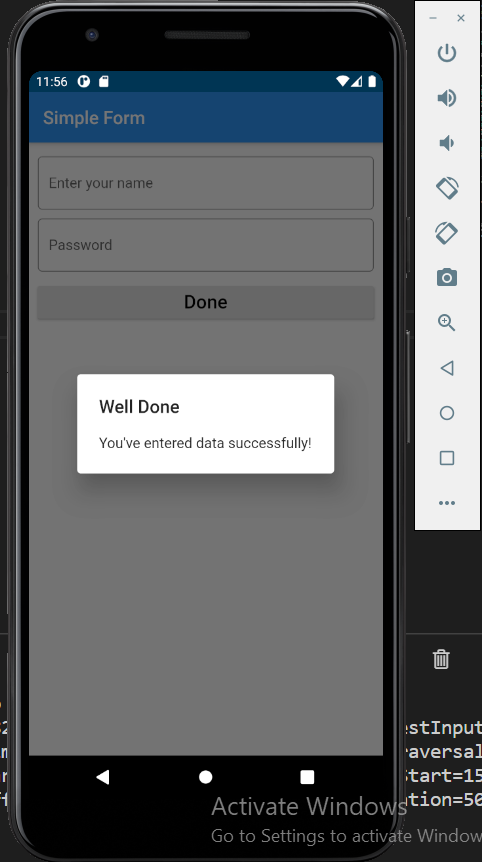 11:56
Simple Form
Enter your name
Password
Done
Well Done
You've entered data successfully!
estInput
raversal
Start=15
ation=50
Activate Windows
Go to Settings to activate Window